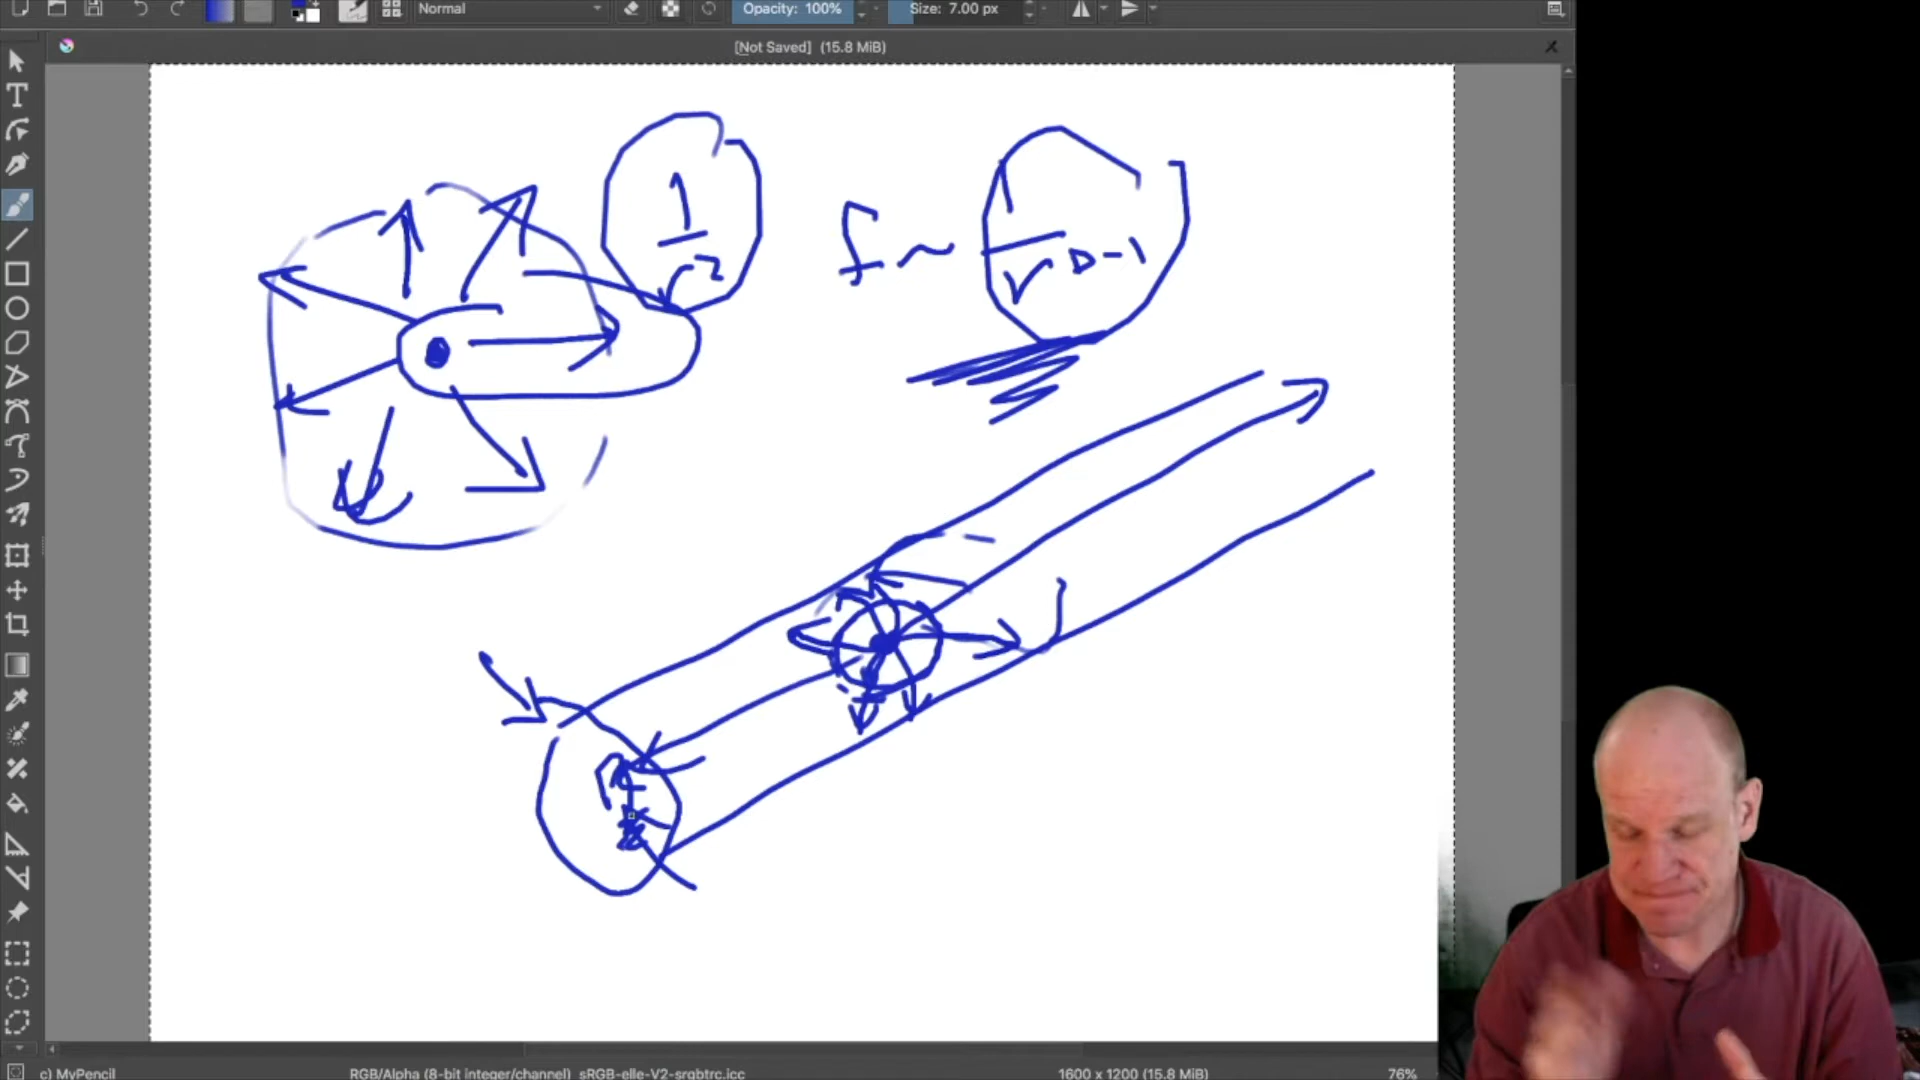 Normal
Opacity: 100%
Size: 7.00 px
[Not Saved] (15.8 MiB)
1
r²
f ~ 1
r^{D-1}
R
c) MyPencil
RGB/Alpha (8-bit integer/channel) sRGB-elle-V2-srgbtrc.icc
1600 x 1200 (15.8 MiB)
76%